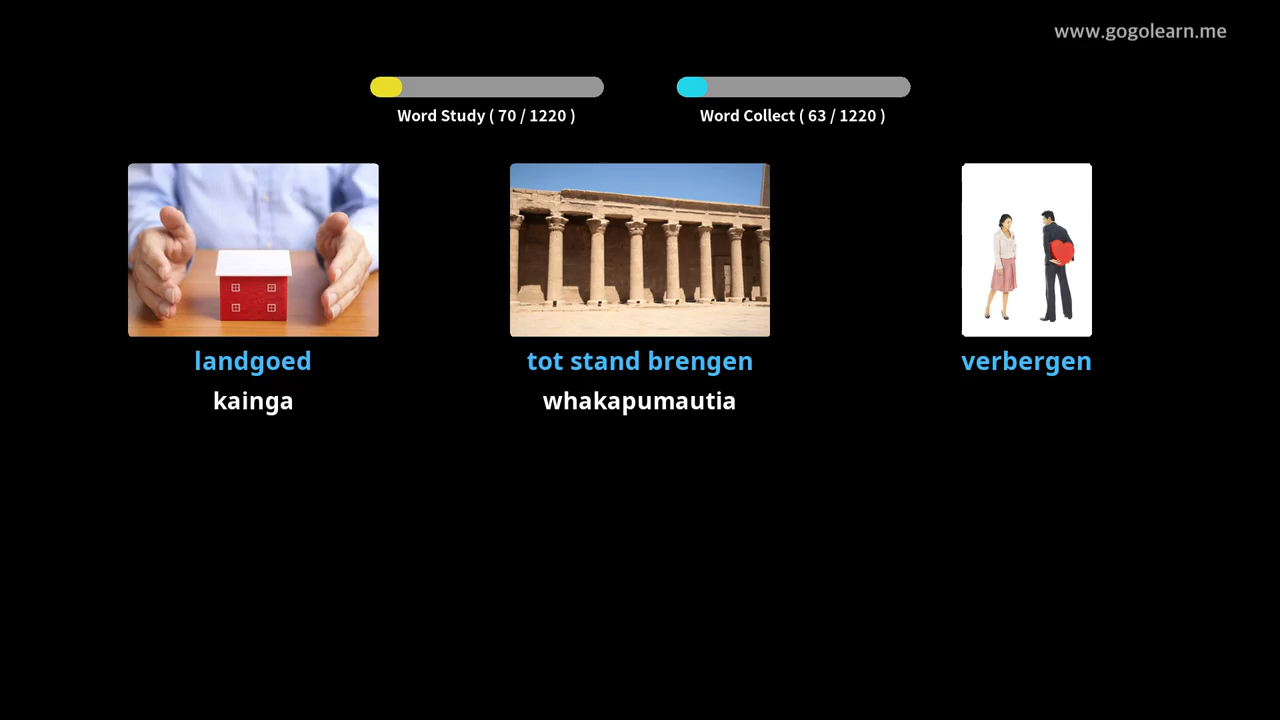 www.gogolearn.me
Word Study ( 70 / 1220 )
Word Collect ( 63 / 1220 )
landgoed
tot stand brengen
verbergen
kainga
whakapumautia